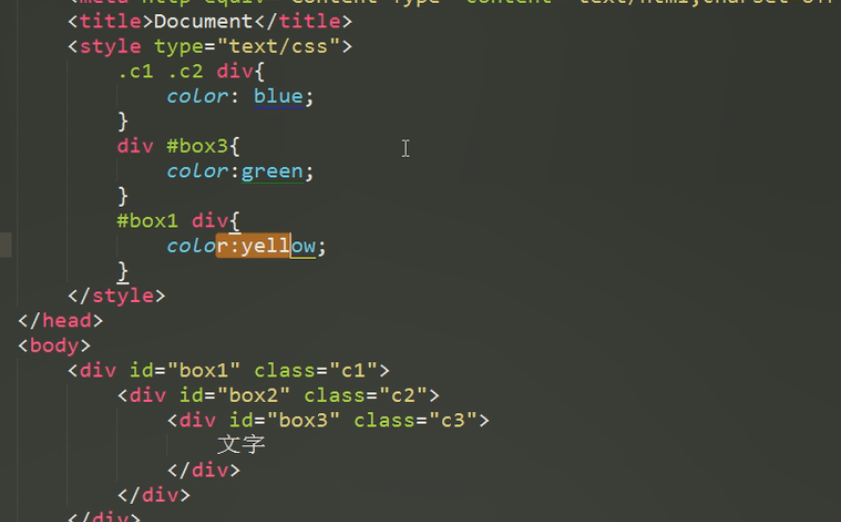 <title>Document</title>
<style type="text/css">
.c1 .c2 div{
color: blue;
}
div #box3{
color:green;
}
#box1 div{
color:yellow;
}
</style>
</head>
<body>
<div id="box1" class="c1">
<div id="box2" class="c2">
<div id="box3" class="c3">
文字
</div>
</div>
</div>